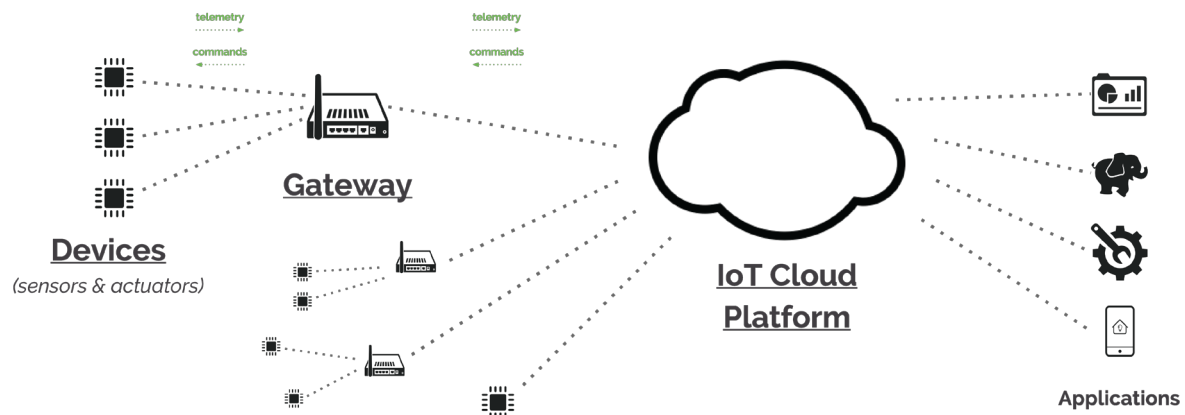 telemetry
commands
telemetry
commands
Gateway
Devices
(sensors & actuators)
IoT Cloud
Platform
Applications